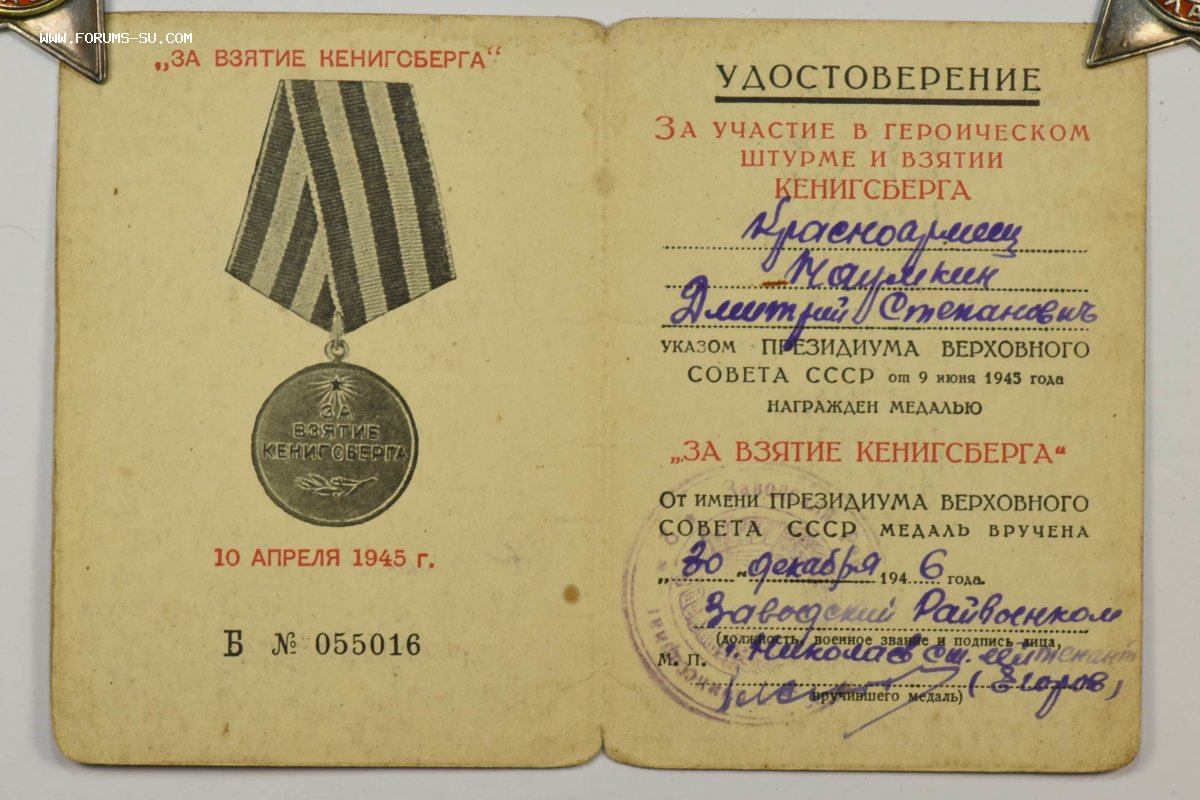 www.FORUMS-SU.COM
„ЗА ВЗЯТИЕ КЕНИГСБЕРГА“
ЗА
ВЗЯТИЕ
КЕНИГСБЕРГА
10 АПРЕЛЯ 1945 г.
Б № 055016
УДОСТОВЕРЕНИЕ
ЗА УЧАСТИЕ В ГЕРОИЧЕСКОМ
ШТУРМЕ И ВЗЯТИИ
КЕНИГСБЕРГА
Красноармеец
Наумкин
Дмитрий Степанович
УКАЗОМ ПРЕЗИДИУМА ВЕРХОВНОГО
СОВЕТА СССР от 9 июня 1945 года
НАГРАЖДЕН МЕДАЛЬЮ
„ЗА ВЗЯТИЕ КЕНИГСБЕРГА“
ОТ ИМЕНИ ПРЕЗИДИУМА ВЕРХОВНОГО
СОВЕТА СССР МЕДАЛЬ ВРУЧЕНА
„30“ декабря 1946 года.
Заводский Райвоенком
(должность, военное звание и подпись лица,
г. Николаев ст. лейтенант
М. П.
(Егоров)
вручившего медаль)